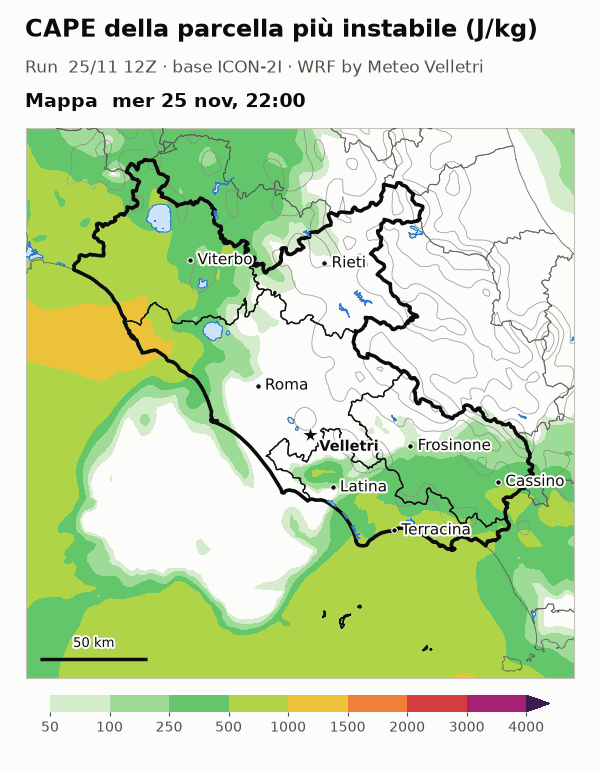 CAPE della parcella più instabile (J/kg)
Run  25/11 12Z · base ICON-2I · WRF by Meteo Velletri
Mappa  mer 25 nov, 22:00
Viterbo
Rieti
Roma
Velletri
Frosinone
Cassino
Latina
Terracina
50 km
50 100 250 500 1000 1500 2000 3000 4000